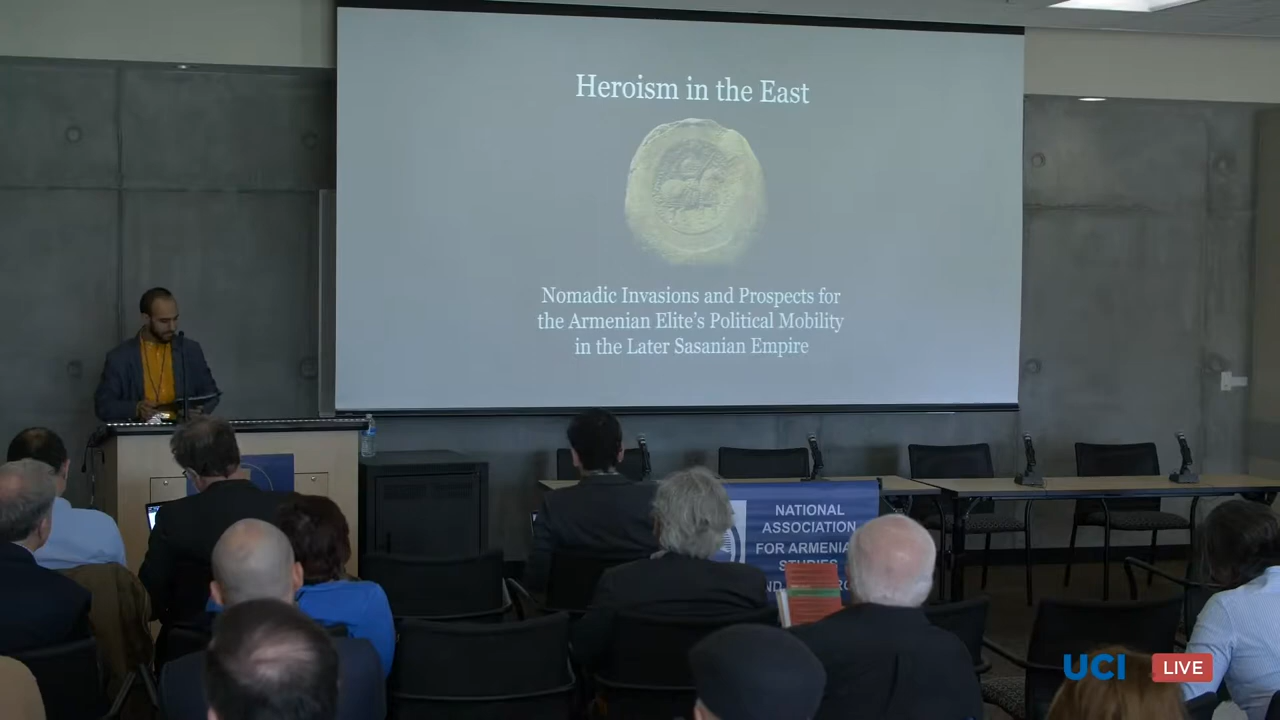 Heroism in the East
Nomadic Invasions and Prospects for
the Armenian Elite's Political Mobility
in the Later Sasanian Empire
NATIONAL
ASSOCIATION
FOR ARMENIAN
STUDIES
UCI LIVE